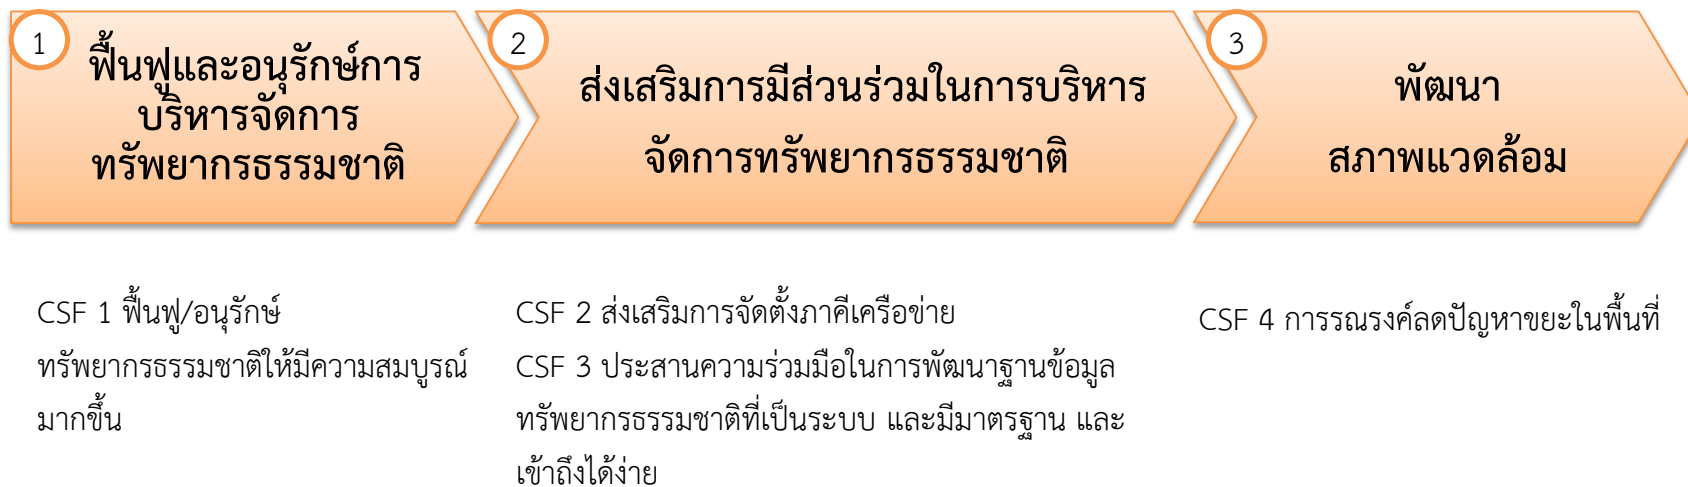 1
ฟื้นฟูและอนุรักษ์การ
บริหารจัดการ
ทรัพยากรธรรมชาติ
2
ส่งเสริมการมีส่วนร่วมในการบริหาร
จัดการทรัพยากรธรรมชาติ
3
พัฒนา
สภาพแวดล้อม
CSF 1 ฟื้นฟู/อนุรักษ์
ทรัพยากรธรรมชาติให้มีความสมบูรณ์
มากขึ้น
CSF 2 ส่งเสริมการจัดตั้งภาคีเครือข่าย
CSF 3 ประสานความร่วมมือในการพัฒนาฐานข้อมูล
ทรัพยากรธรรมชาติที่เป็นระบบ และมีมาตรฐาน และ
เข้าถึงได้ง่าย
CSF 4 การรณรงค์ลดปัญหาขยะในพื้นที่